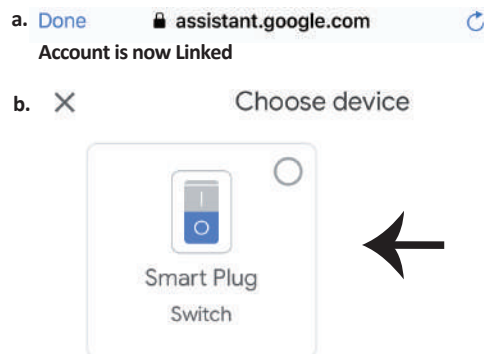 a. Done assistant.google.com
Account is now Linked
b. Choose device
Smart Plug
Switch